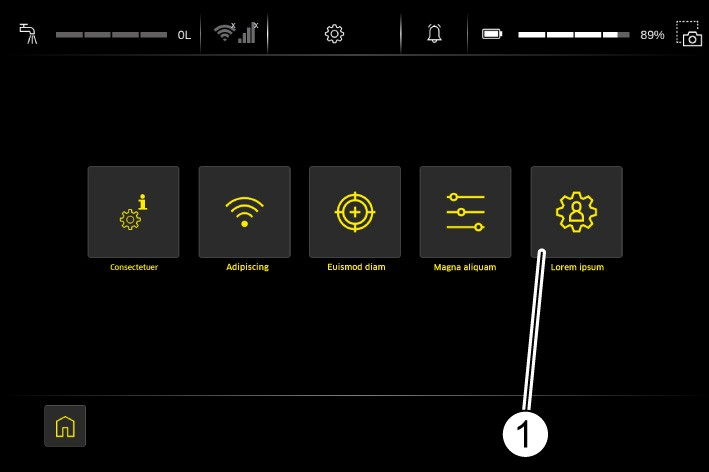 0L
89%
Consectetuer
Adipiscing
Euismod diam
Magna aliquam
Lorem ipsum
1